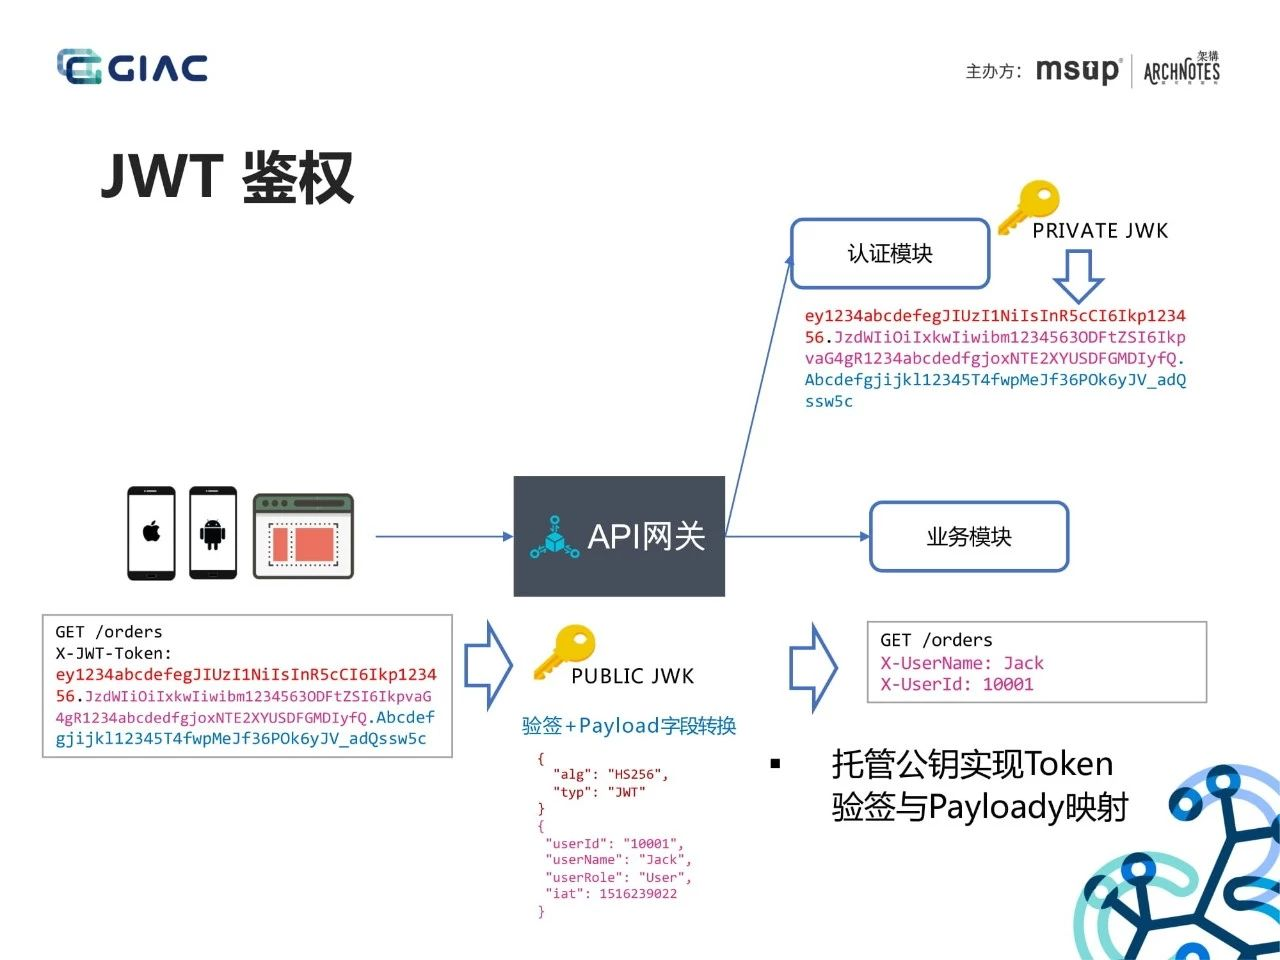 GIAC
主办方：
msup
架構
ARCHNOTES
JWT 鉴权
认证模块
PRIVATE JWK
ey1234abcdefegJIUzI1NiIsInR5cCI6Ikp1234
56.JzdWIiOiIxkwIiwibm1234563ODFtZSI6Ikp
vaG4gR1234abcdedfgjoxNTE2XYUSDFGMDIyfQ.
Abcdefgjijkl12345T4fwpMeJf36POk6yJV_adQ
ssw5c
API网关
业务模块
GET /orders
X-JWT-Token:
ey1234abcdefegJIUzI1NiIsInR5cCI6Ikp1234
56.JzdWIiOiIxkwIiwibm1234563ODFtZSI6IkpvaG
4gR1234abcdedfgjoxNTE2XYUSDFGMDIyfQ.Abcdef
gjijkl12345T4fwpMeJf36POk6yJV_adQssw5c
PUBLIC JWK
验签+Payload字段转换
{
"alg": "HS256",
"typ": "JWT"
}
{
"userId": "10001",
"userName": "Jack",
"userRole": "User",
"iat": 1516239022
}
GET /orders
X-UserName: Jack
X-UserId: 10001
▪ 托管公钥实现Token
验签与Payloady映射